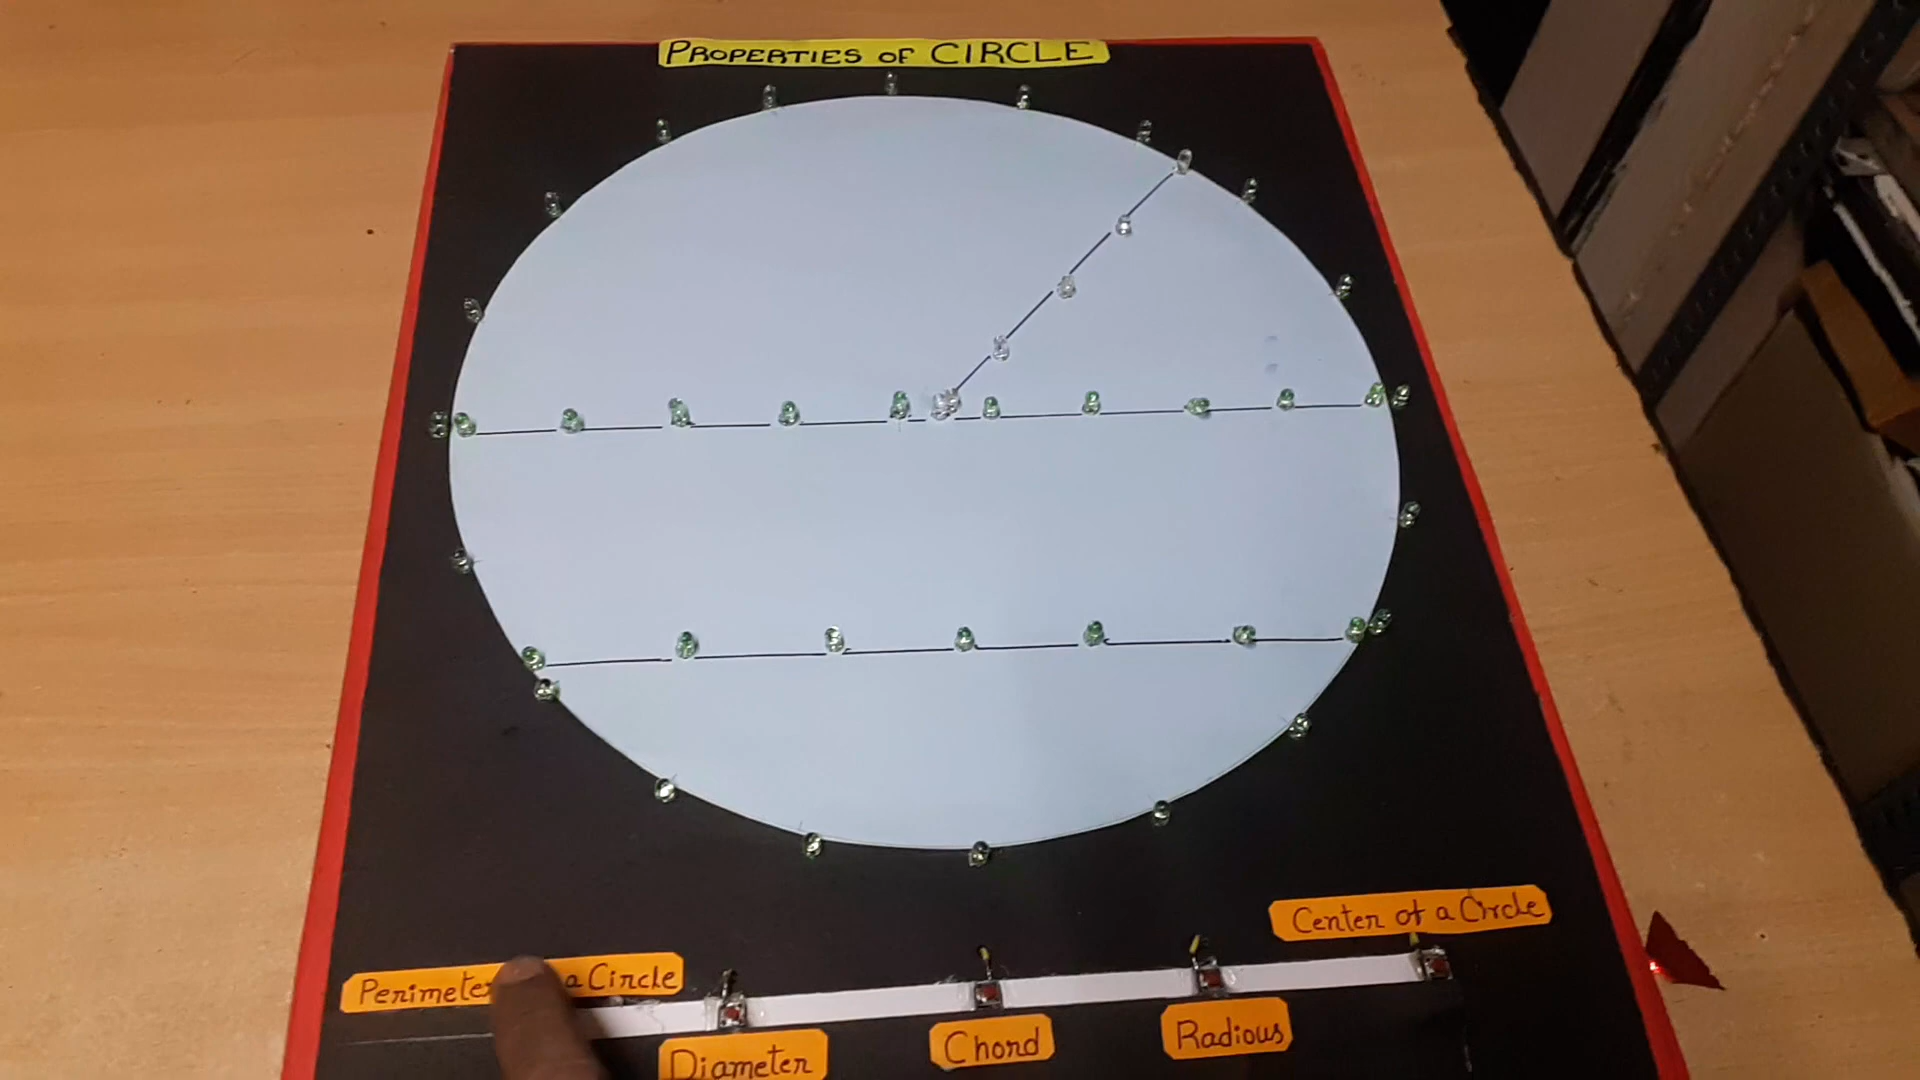 PROPERTIES OF CIRCLE
Center of a Circle
Perimeter a Circle
Diameter
Chord
Radious